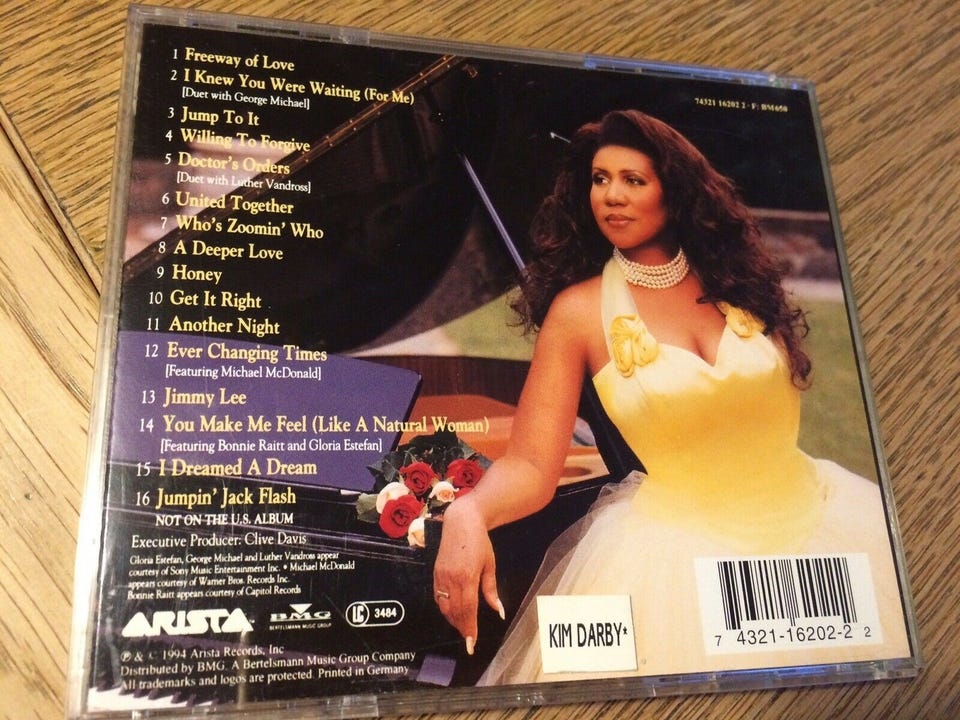 1 Freeway of Love
2 I Knew You Were Waiting (For Me)
[Duet with George Michael]
3 Jump To It
4 Willing To Forgive
5 Doctor's Orders
[Duet with Luther Vandross]
6 United Together
7 Who's Zoomin' Who
8 A Deeper Love
9 Honey
10 Get It Right
11 Another Night
12 Ever Changing Times
[Featuring Michael McDonald]
13 Jimmy Lee
14 You Make Me Feel (Like A Natural Woman)
[Featuring Bonnie Raitt and Gloria Estefan]
15 I Dreamed A Dream
16 Jumpin' Jack Flash
NOT ON THE U.S. ALBUM
Executive Producer: Clive Davis
Gloria Estefan, George Michael and Luther Vandross appear
courtesy of Sony Music Entertainment Inc. • Michael McDonald
appears courtesy of Warner Bros. Records Inc.
Bonnie Raitt appears courtesy of Capitol Records
ARISTA
BMG
BERTELSMANN MUSIC GROUP
LC 3484
℗ & © 1994 Arista Records, Inc
Distributed by BMG. A Bertelsmann Music Group Company
All trademarks and logos are protected. Printed in Germany
74321 16202 2 - F: BM 650
KIM DARBY*
7 4321-16202-2 2